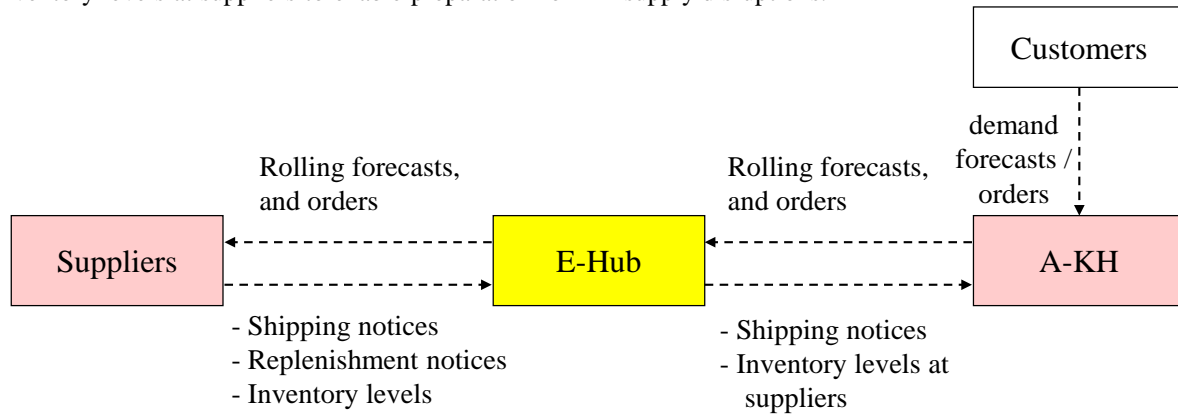 Customers
demand
forecasts /
orders
Rolling forecasts,
and orders
Rolling forecasts,
and orders
Suppliers
E-Hub
A-KH
- Shipping notices
- Replenishment notices
- Inventory levels
- Shipping notices
- Inventory levels at
suppliers